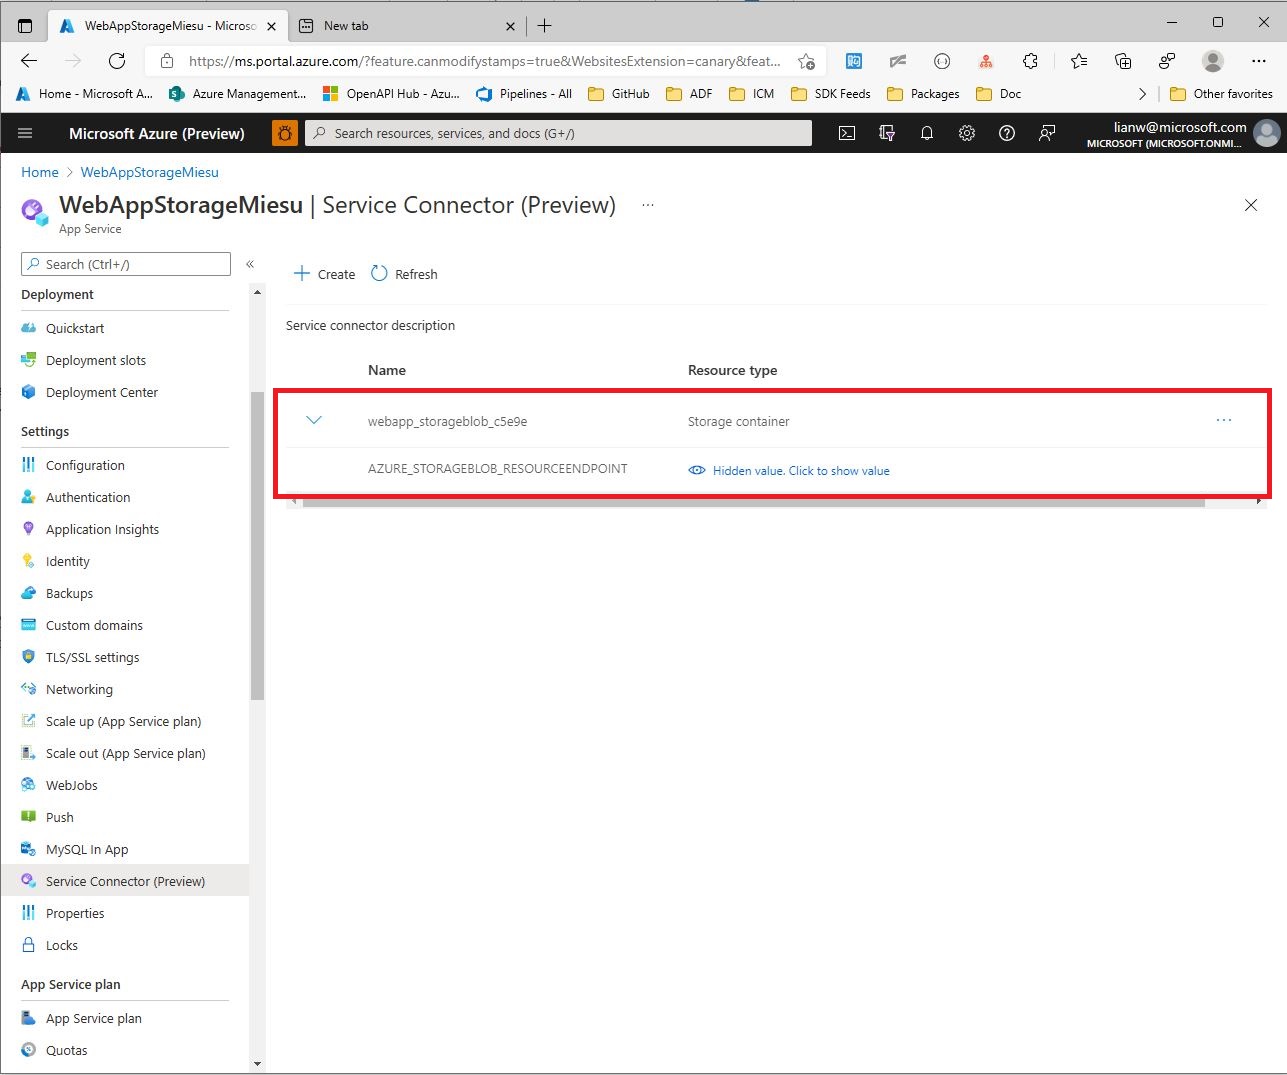 WebAppStorageMiesu - Microso
New tab
https://ms.portal.azure.com/?feature.canmodifystamps=true&WebsitesExtension=canary&feat...
Home - Microsoft A...
Azure Management...
OpenAPI Hub - Azu...
Pipelines - All
GitHub
ADF
ICM
SDK Feeds
Packages
Doc
Other favorites
Microsoft Azure (Preview)
Search resources, services, and docs (G+/)
lianw@microsoft.com
MICROSOFT (MICROSOFT.ONMI...
Home > WebAppStorageMiesu
WebAppStorageMiesu | Service Connector (Preview) ...
App Service
Search (Ctrl+/) «
Create
Refresh
Deployment
Quickstart
Deployment slots
Deployment Center
Settings
Configuration
Authentication
Application Insights
Identity
Backups
Custom domains
TLS/SSL settings
Networking
Scale up (App Service plan)
Scale out (App Service plan)
WebJobs
Push
MySQL In App
Service Connector (Preview)
Properties
Locks
App Service plan
App Service plan
Quotas
Service connector description
Name Resource type
webapp_storageblob_c5e9e Storage container ...
AZURE_STORAGEBLOB_RESOURCEENDPOINT Hidden value. Click to show value